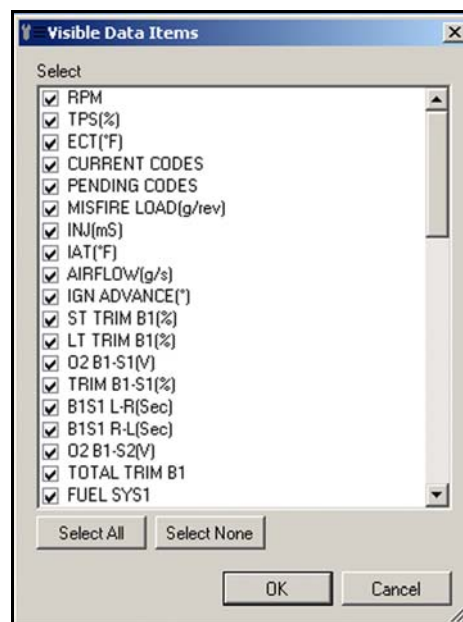 Visible Data Items
Select
RPM
TPS(%)
ECT(°F)
CURRENT CODES
PENDING CODES
MISFIRE LOAD(g/rev)
INJ(mS)
IAT(°F)
AIRFLOW(g/s)
IGN ADVANCE(°)
ST TRIM B1(%)
LT TRIM B1(%)
O2 B1-S1(V)
TRIM B1-S1(%)
B1S1 L-R(Sec)
B1S1 R-L(Sec)
O2 B1-S2(V)
TOTAL TRIM B1
FUEL SYS1
Select All Select None
OK Cancel